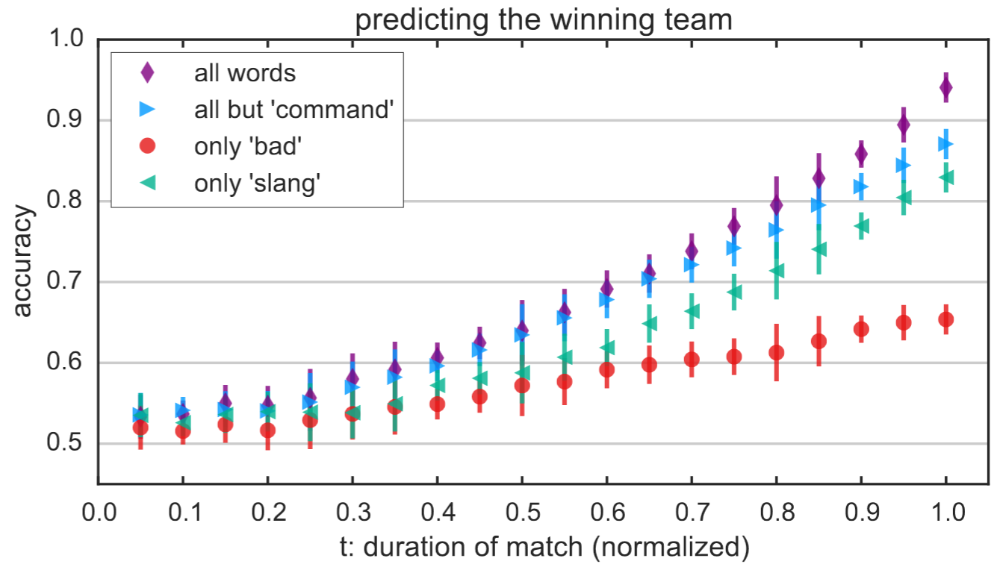 predicting the winning team
1.0
0.9
0.8
0.7
0.6
0.5
accuracy
all words
all but 'command'
only 'bad'
only 'slang'
0.0 0.1 0.2 0.3 0.4 0.5 0.6 0.7 0.8 0.9 1.0
t: duration of match (normalized)